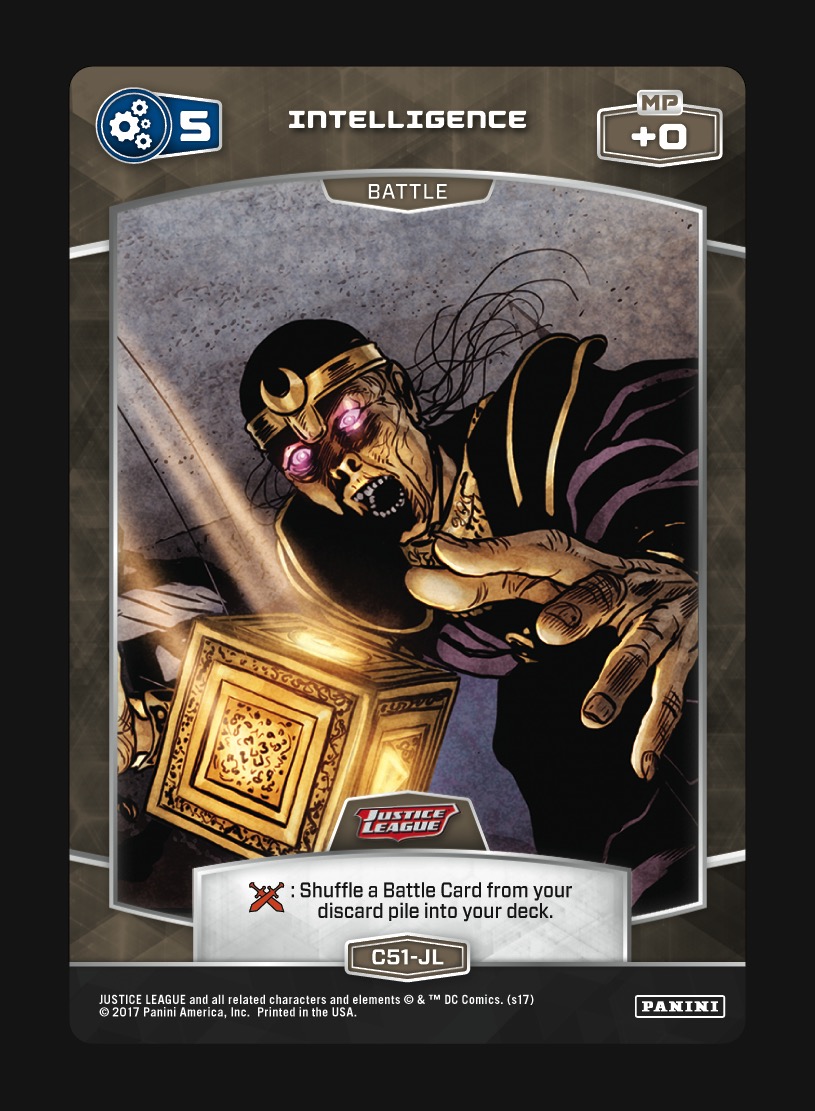 5
INTELLIGENCE
MP
+0
BATTLE
JUSTICE
LEAGUE
: Shuffle a Battle Card from your
discard pile into your deck.
C51-JL
JUSTICE LEAGUE and all related characters and elements © & ™ DC Comics. (s17)
© 2017 Panini America, Inc. Printed in the USA.
PANINI